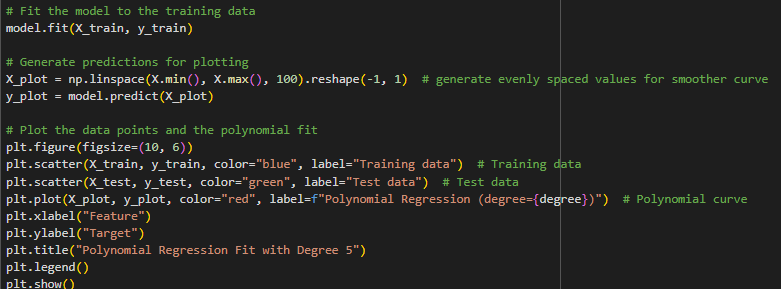 # Fit the model to the training data
model.fit(X_train, y_train)
# Generate predictions for plotting
X_plot = np.linspace(X.min(), X.max(), 100).reshape(-1, 1)  # generate evenly spaced values for smoother curve
y_plot = model.predict(X_plot)
# Plot the data points and the polynomial fit
plt.figure(figsize=(10, 6))
plt.scatter(X_train, y_train, color="blue", label="Training data")  # Training data
plt.scatter(X_test, y_test, color="green", label="Test data")  # Test data
plt.plot(X_plot, y_plot, color="red", label=f"Polynomial Regression (degree={degree})")  # Polynomial curve
plt.xlabel("Feature")
plt.ylabel("Target")
plt.title("Polynomial Regression Fit with Degree 5")
plt.legend()
plt.show()